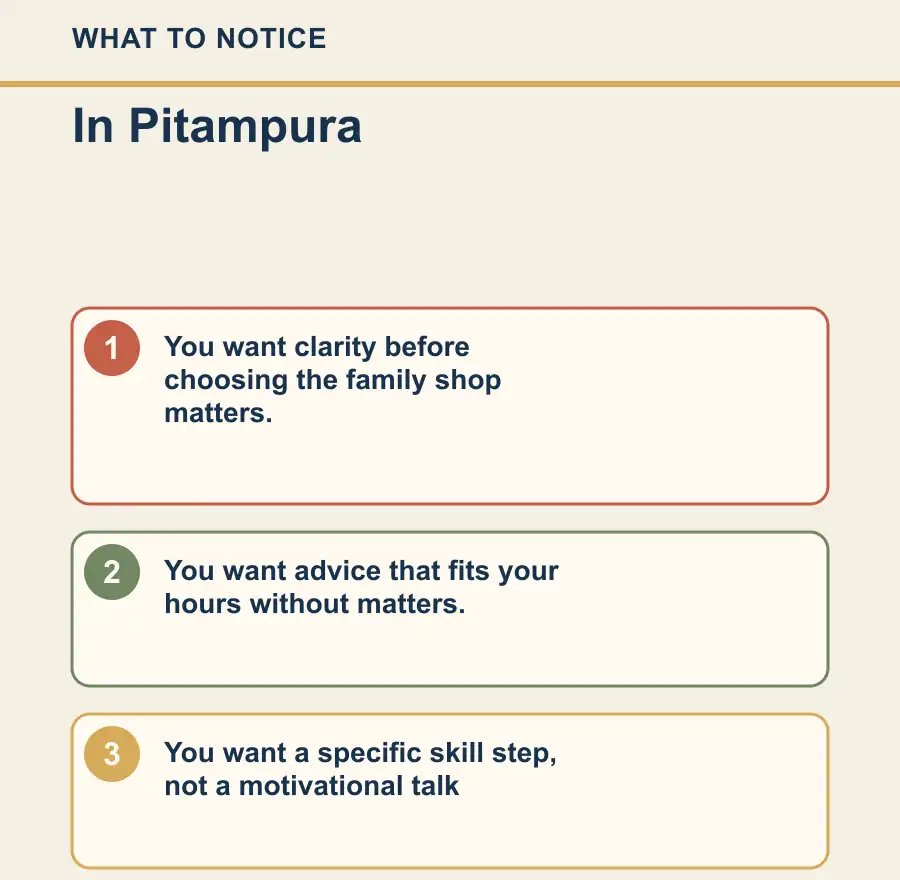 WHAT TO NOTICE
In Pitampura
1
You want clarity before
choosing the family shop
matters.
2
You want advice that fits your
hours without matters.
3
You want a specific skill step,
not a motivational talk